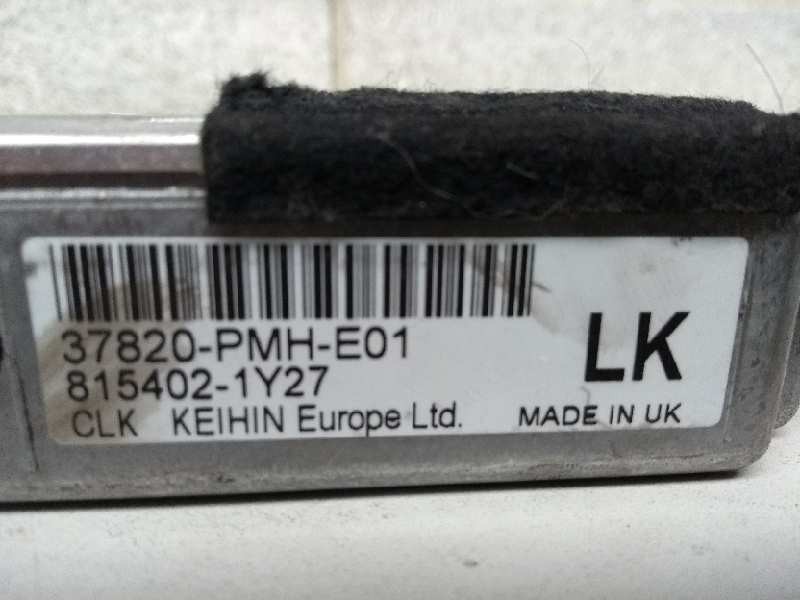 37820-PMH-E01
815402-1Y27
LK
CLK KEIHIN Europe Ltd. MADE IN UK